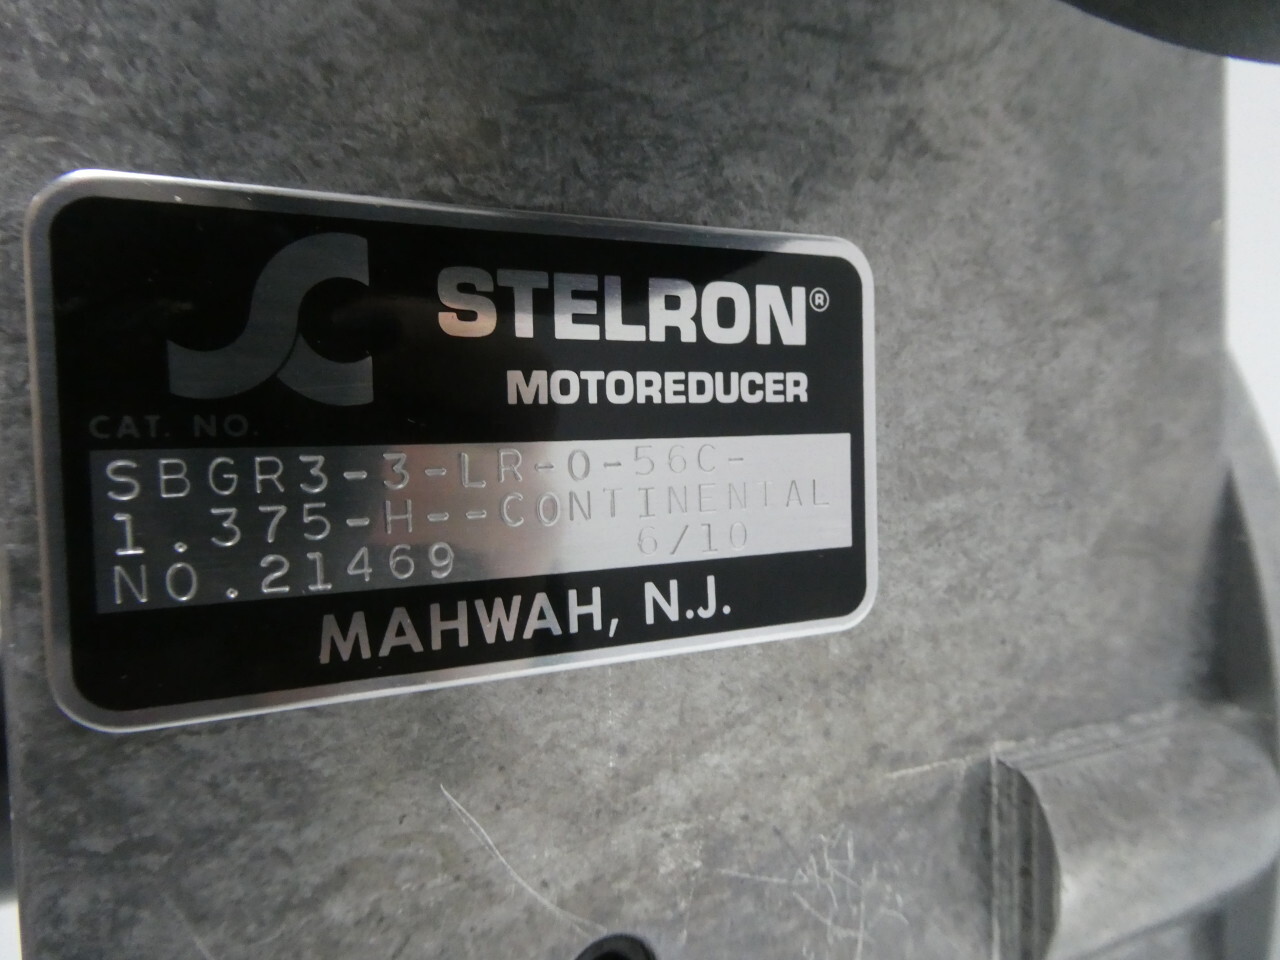 STELRON®
MOTOREDUCER
CAT. NO.
SBGR3-3-LR-0-56C-
1.375-H--CONTINENTAL
NO.21469 6/10
MAHWAH, N.J.